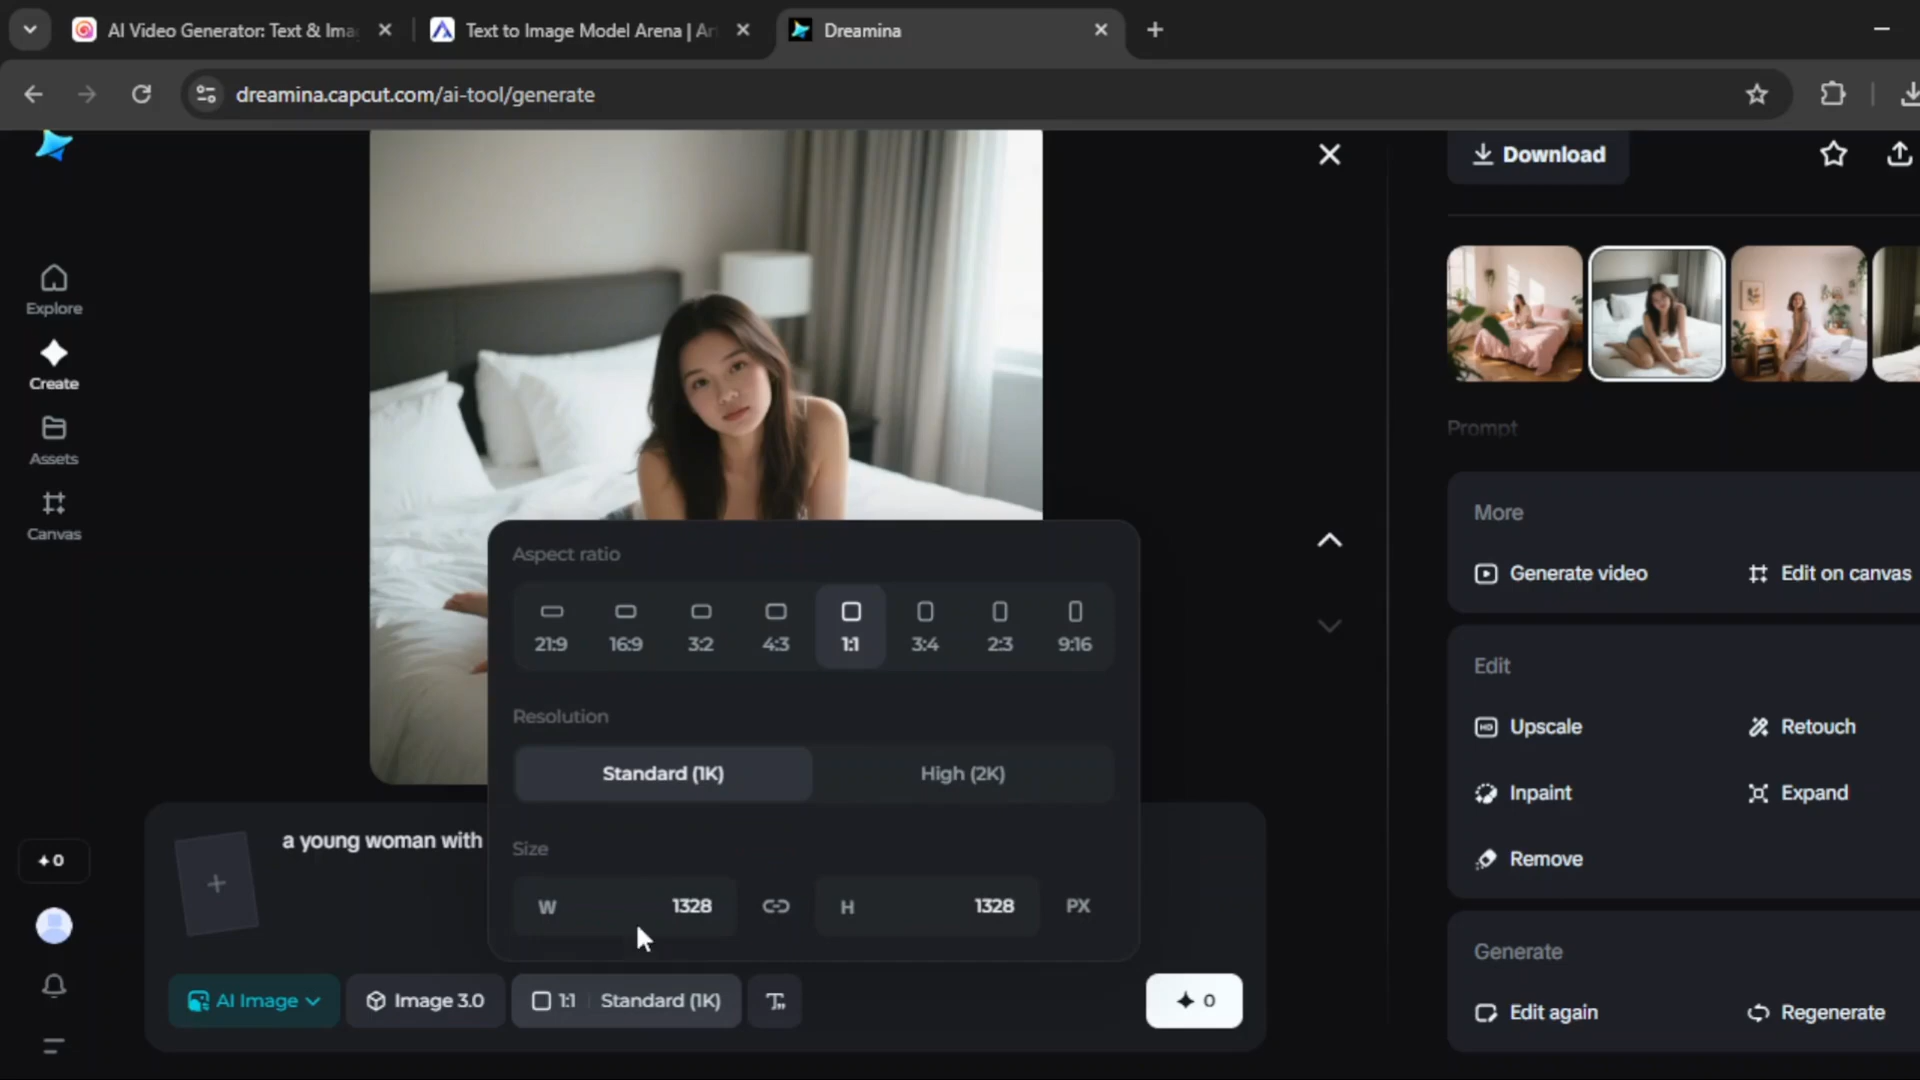 AI Video Generator: Text & Ima
Text to Image Model Arena | Ar
Dreamina
dreamina.capcut.com/ai-tool/generate
Download
Explore
Create
Assets
Canvas
Prompt
More
Generate video
Edit on canvas
Edit
Upscale
Retouch
Inpaint
Expand
Remove
Generate
Edit again
Regenerate
Aspect ratio
21:9
16:9
3:2
4:3
1:1
3:4
2:3
9:16
Resolution
Standard (1K)
High (2K)
Size
W 1328
H 1328 PX
a young woman with
0
AI Image
Image 3.0
1:1 Standard (1K)
0